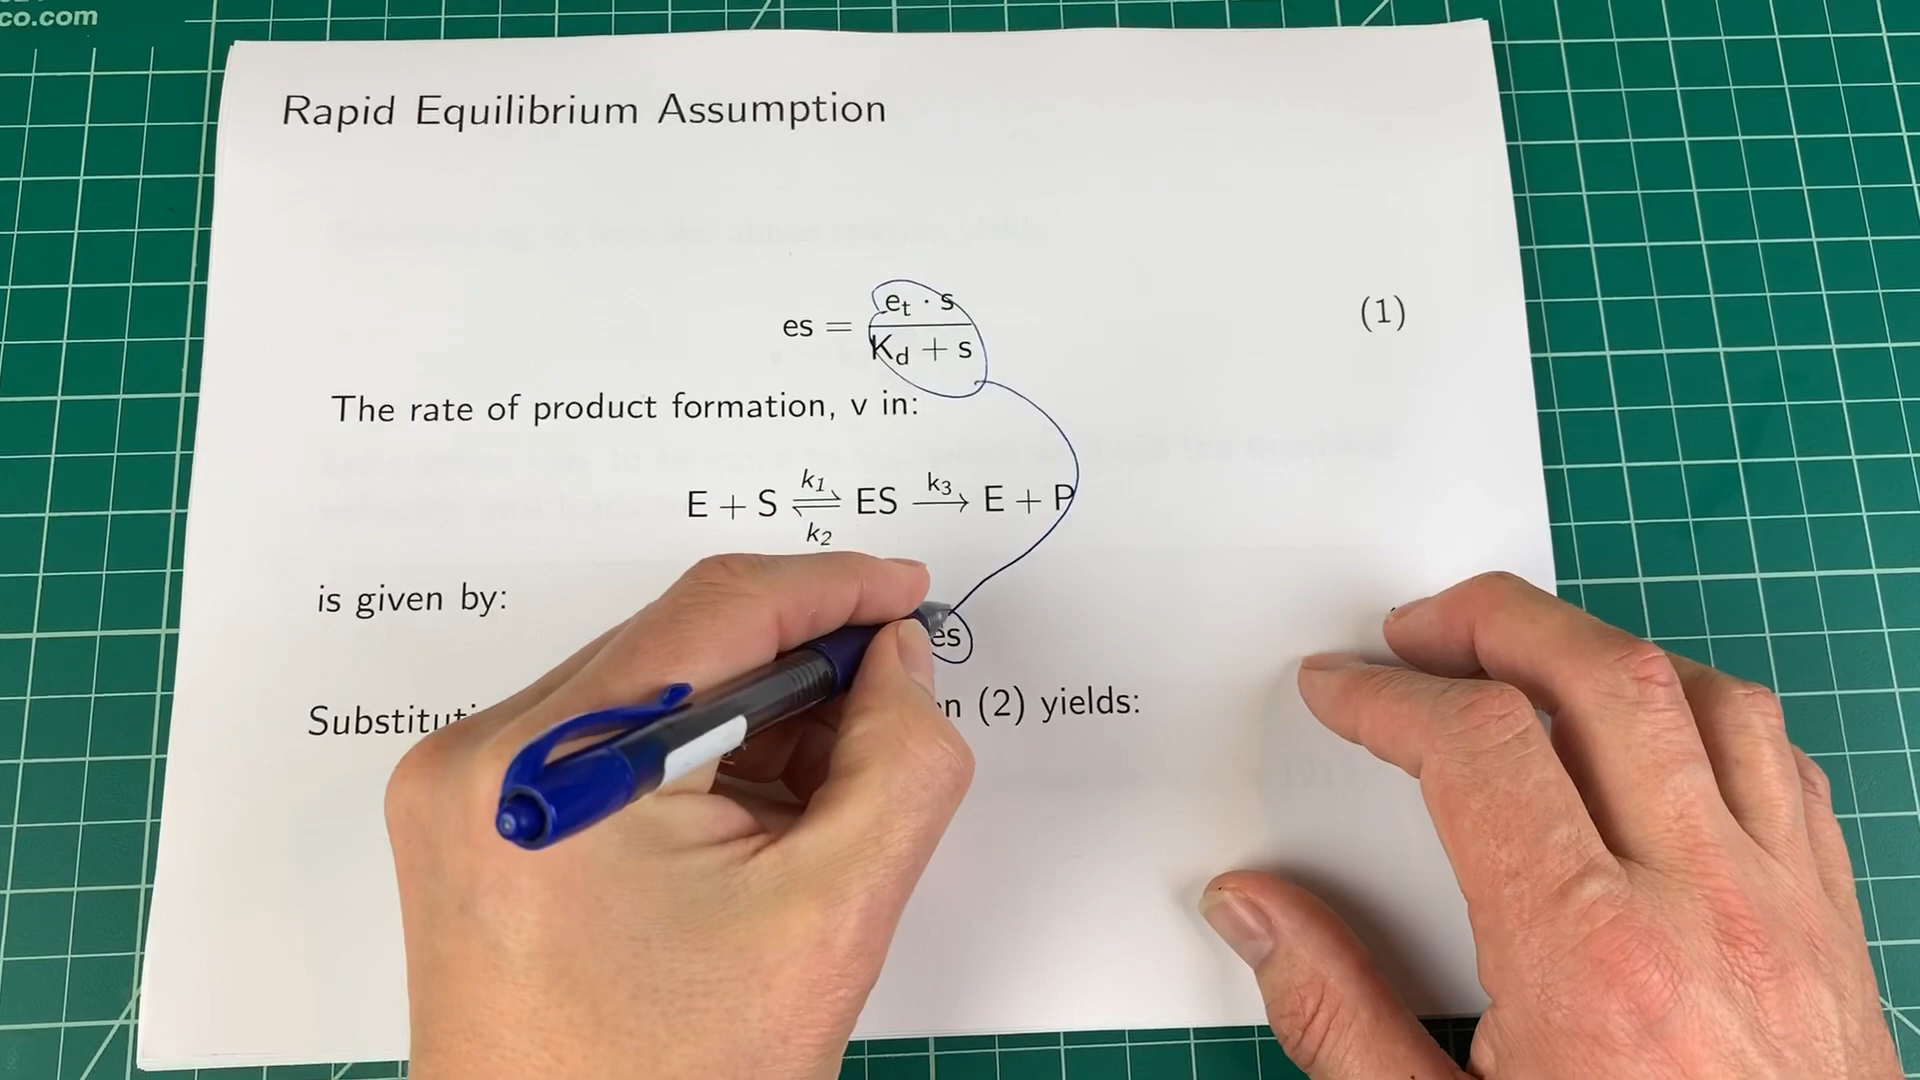 co.com
Rapid Equilibrium Assumption
es = e_t · s / K_d + s (1)
The rate of product formation, v in:
E + S k_1 ⇌ k_2 ES k_3 → E + P
is given by:
es
(2) yields: